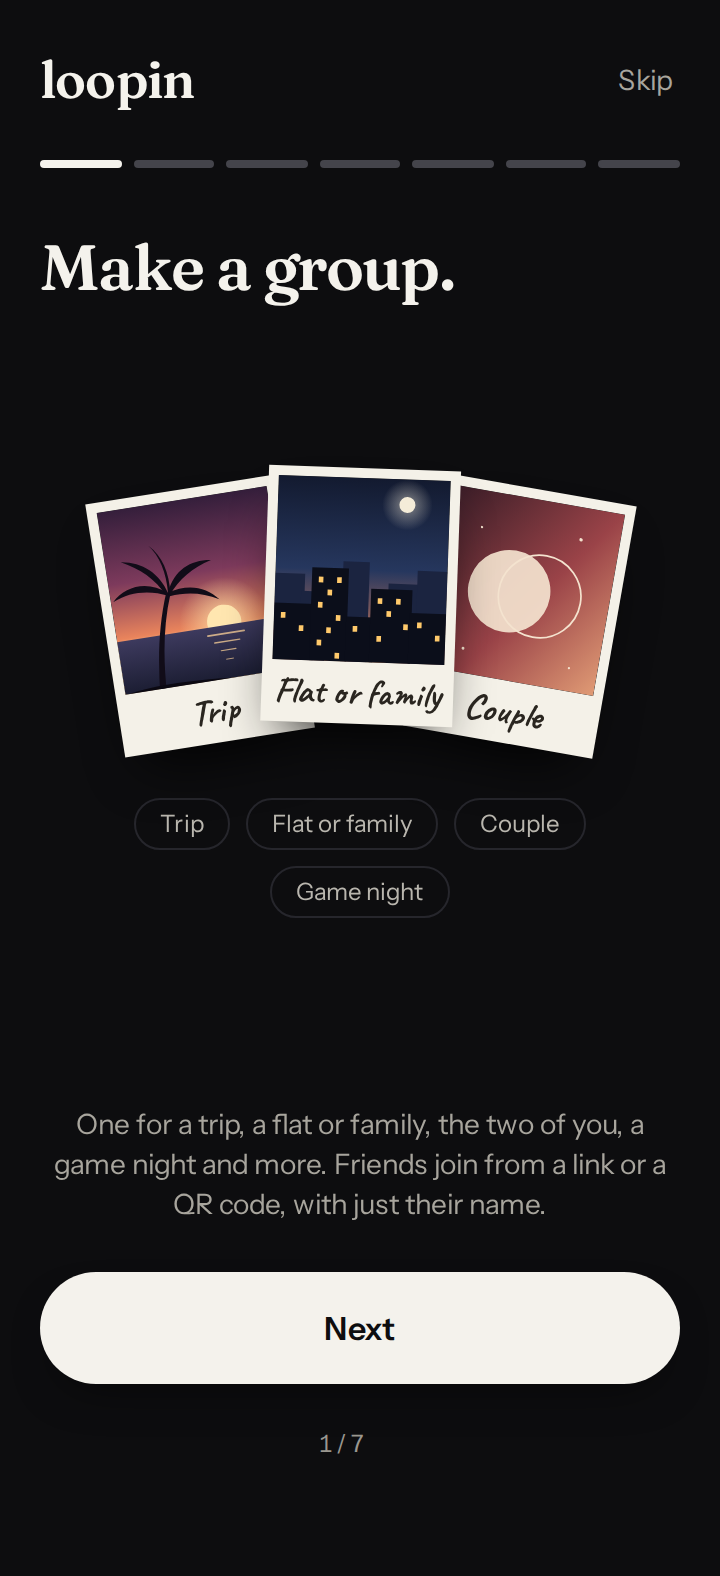 loopin
Skip
Make a group.
Trip
Flat or family
Couple
Trip
Flat or family
Couple
Game night
One for a trip, a flat or family, the two of you, a
game night and more. Friends join from a link or a
QR code, with just their name.
Next
1 / 7